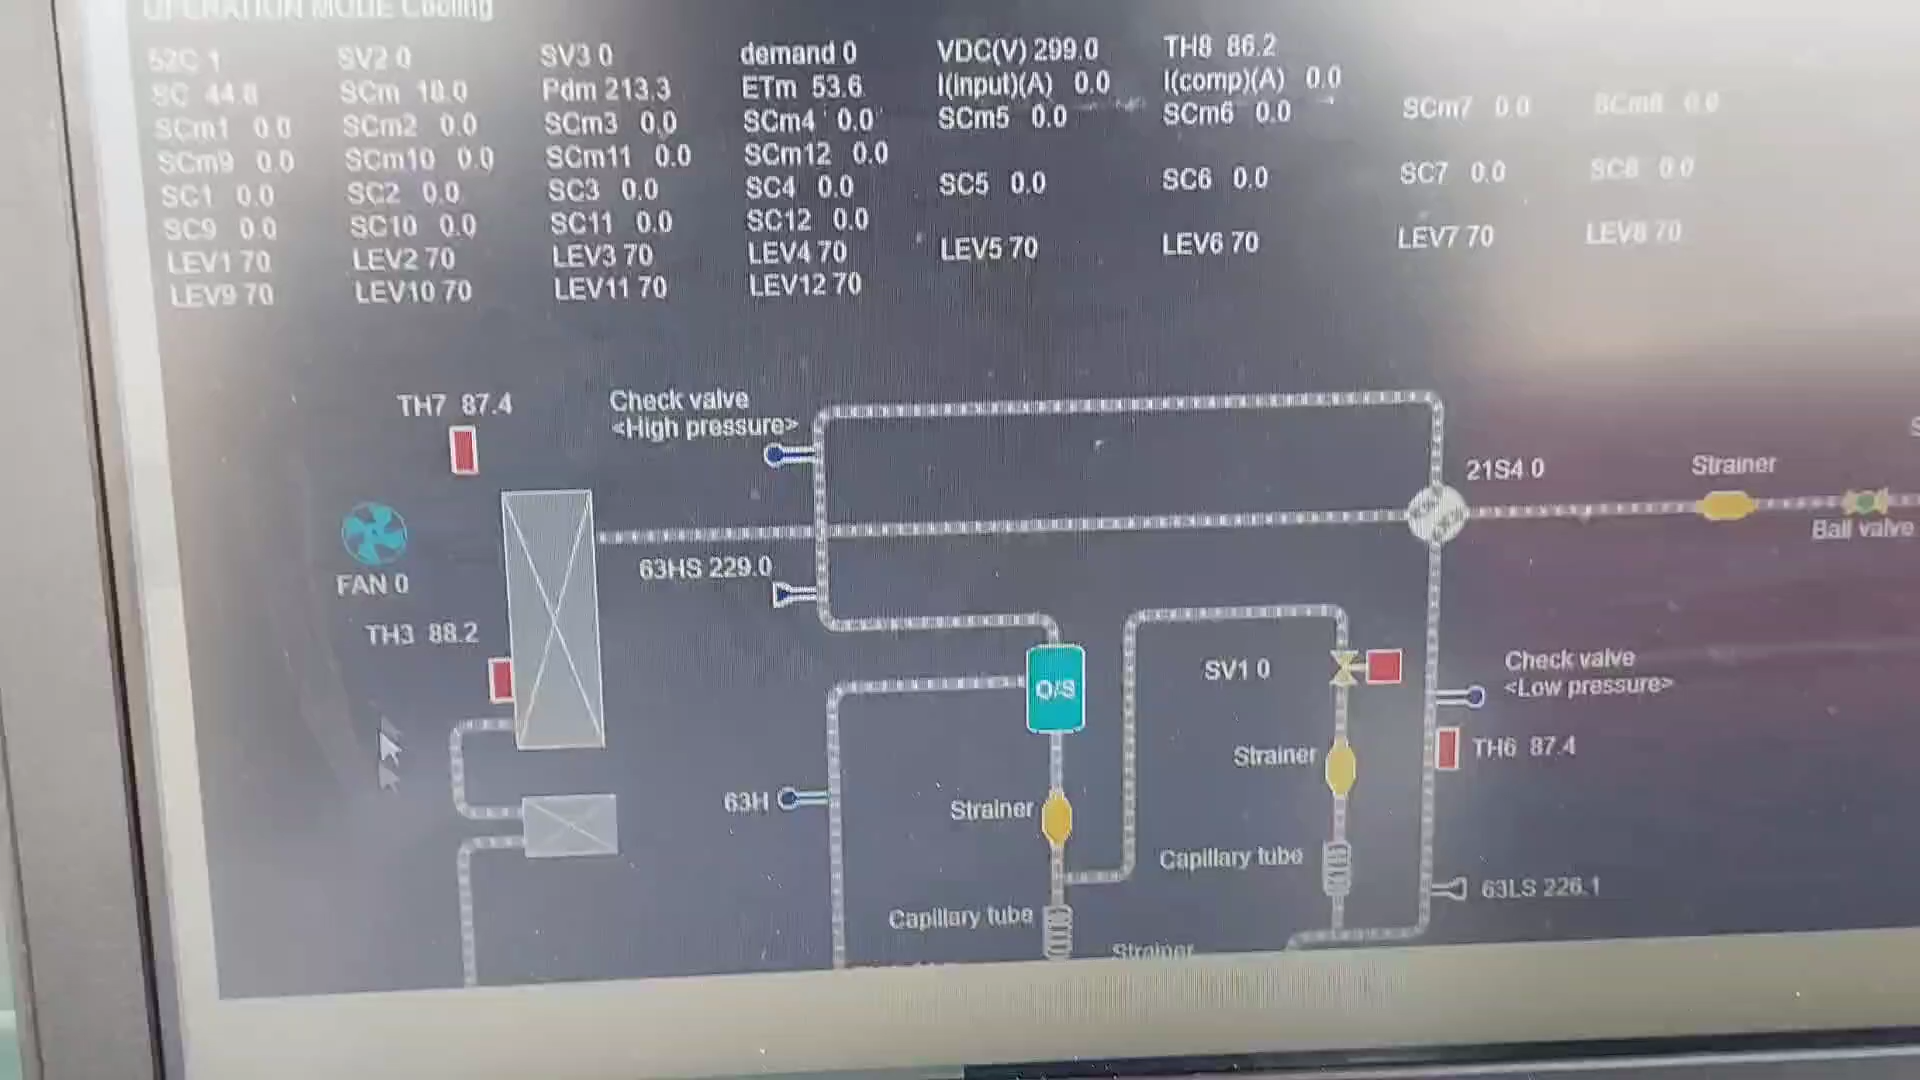 OPERATION MODE Cooling
52C 1 SV2 0 SV3 0 demand 0 VDC(V) 299.0 TH8 86.2
SC 44.8 SCm 18.0 Pdm 213.3 ETm 53.6 I(input)(A) 0.0 I(comp)(A) 0.0
SCm1 0.0 SCm2 0.0 SCm3 0.0 SCm4 0.0 SCm5 0.0 SCm6 0.0 SCm7 0.0 SCm8 0.0
SCm9 0.0 SCm10 0.0 SCm11 0.0 SCm12 0.0
SC1 0.0 SC2 0.0 SC3 0.0 SC4 0.0 SC5 0.0 SC6 0.0 SC7 0.0 SC8 0.0
SC9 0.0 SC10 0.0 SC11 0.0 SC12 0.0
LEV1 70 LEV2 70 LEV3 70 LEV4 70 LEV5 70 LEV6 70 LEV7 70 LEV8 70
LEV9 70 LEV10 70 LEV11 70 LEV12 70
TH7 87.4
Check valve
<High pressure>
21S4 0
Strainer
Ball valve
63HS 229.0
FAN 0
TH3 88.2
O/S
SV1 0
Check valve
<Low pressure>
TH6 87.4
Strainer
63H
Strainer
Capillary tube
63LS 226.1
Capillary tube
Strainer